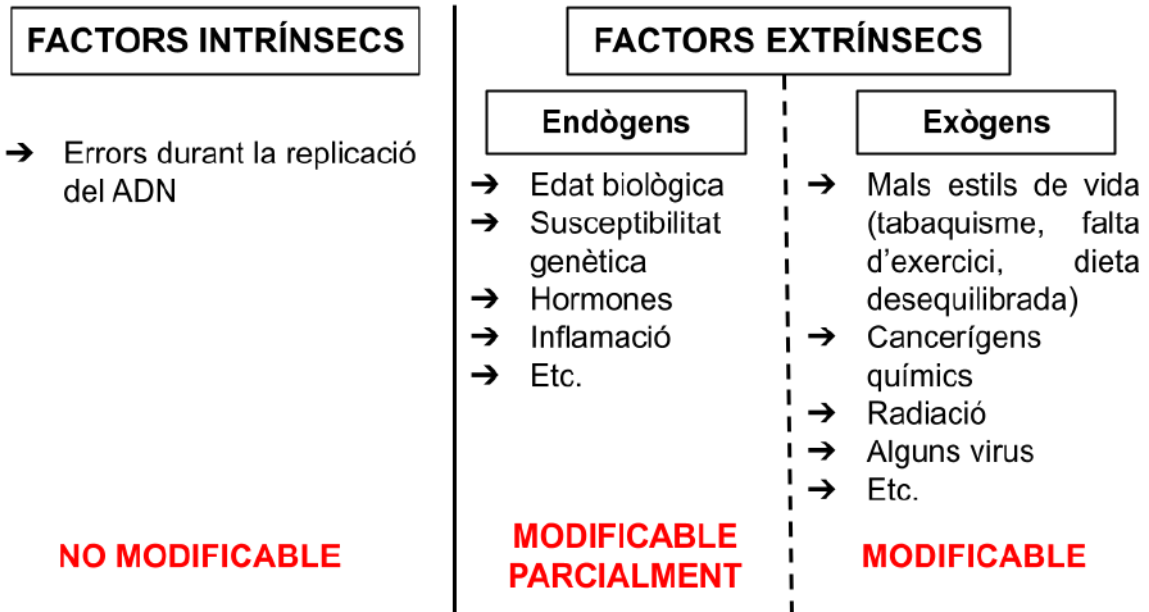 FACTORS INTRÍNSECS
➔ Errors durant la replicació
del ADN
NO MODIFICABLE
FACTORS EXTRÍNSECS
Endògens
➔ Edat biològica
➔ Susceptibilitat
genètica
➔ Hormones
➔ Inflamació
➔ Etc.
MODIFICABLE
PARCIALMENT
Exògens
➔ Mals estils de vida
(tabaquisme, falta
d’exercici, dieta
desequilibrada)
➔ Cancerígens
químics
➔ Radiació
➔ Alguns virus
➔ Etc.
MODIFICABLE